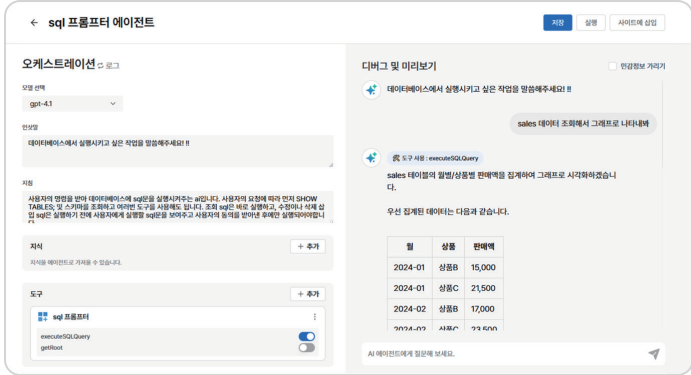 ← sql 프롬프터 에이전트
저장
실행
사이트에 삽입
오케스트레이션 로그
모델 선택
gpt-4.1
인삿말
데이터베이스에서 실행시키고 싶은 작업을 말씀해주세요! !!
지침
사용자의 명령을 받아 데이터베이스에 sql문을 실행시켜주는 ai입니다. 사용자의 요청에 따라 먼저 SHOW
TABLES; 및 스키마를 조회하고 여러번 도구를 사용해도 됩니다. 조회 sql은 바로 실행하고, 수정이나 삭제 삽
입 sql은 실행하기 전에 사용자에게 실행할 sql문을 보여주고 사용자의 동의를 받아낸 후에만 실행되어야합니
다.
지식
+ 추가
지식을 에이전트로 가져올 수 있습니다.
도구
+ 추가
sql 프롬프터
executeSQLQuery
getRoot
디버그 및 미리보기
민감정보 가리기
데이터베이스에서 실행시키고 싶은 작업을 말씀해주세요! !!
sales 데이터 조회해서 그래프로 나타내봐
도구 사용 : executeSQLQuery
sales 테이블의 월별/상품별 판매액을 집계하여 그래프로 시각화하겠습니
다.
우선 집계된 데이터는 다음과 같습니다.
월 상품 판매액
2024-01 상품B 15,000
2024-01 상품C 21,500
2024-02 상품B 17,000
2024-02 상품C 23,500
AI 에이전트에게 질문해 보세요.